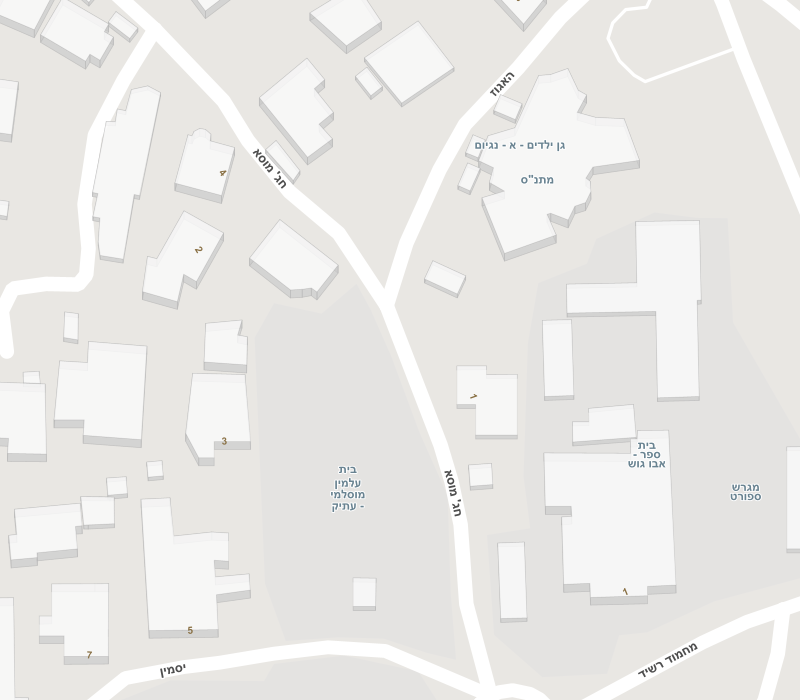 האגוז
גן ילדים - א - נגיום
מתנ"ס
חג' מוסא
4
2
1
3
בית
ספר -
אבו גוש
בית
עלמין
מוסלמי
- עתיק
חג' מוסא
מגרש
ספורט
1
5
7
יסמין
מחמוד רשיד